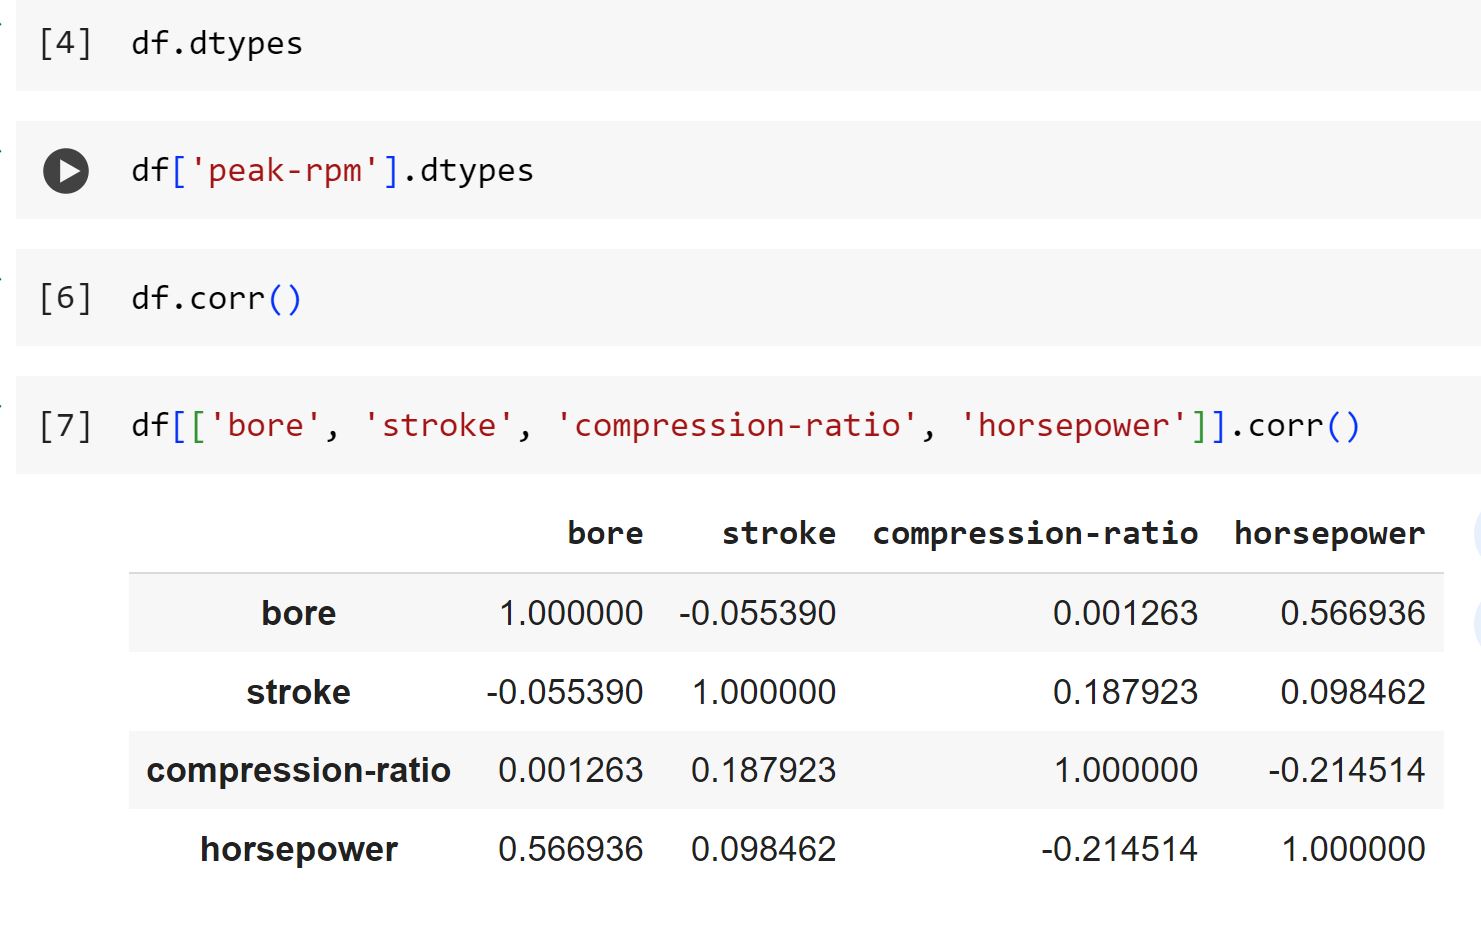 [4] df.dtypes
df['peak-rpm'].dtypes
[6] df.corr()
[7] df[['bore', 'stroke', 'compression-ratio', 'horsepower']].corr()
bore stroke compression-ratio horsepower
bore 1.000000 -0.055390 0.001263 0.566936
stroke -0.055390 1.000000 0.187923 0.098462
compression-ratio 0.001263 0.187923 1.000000 -0.214514
horsepower 0.566936 0.098462 -0.214514 1.000000